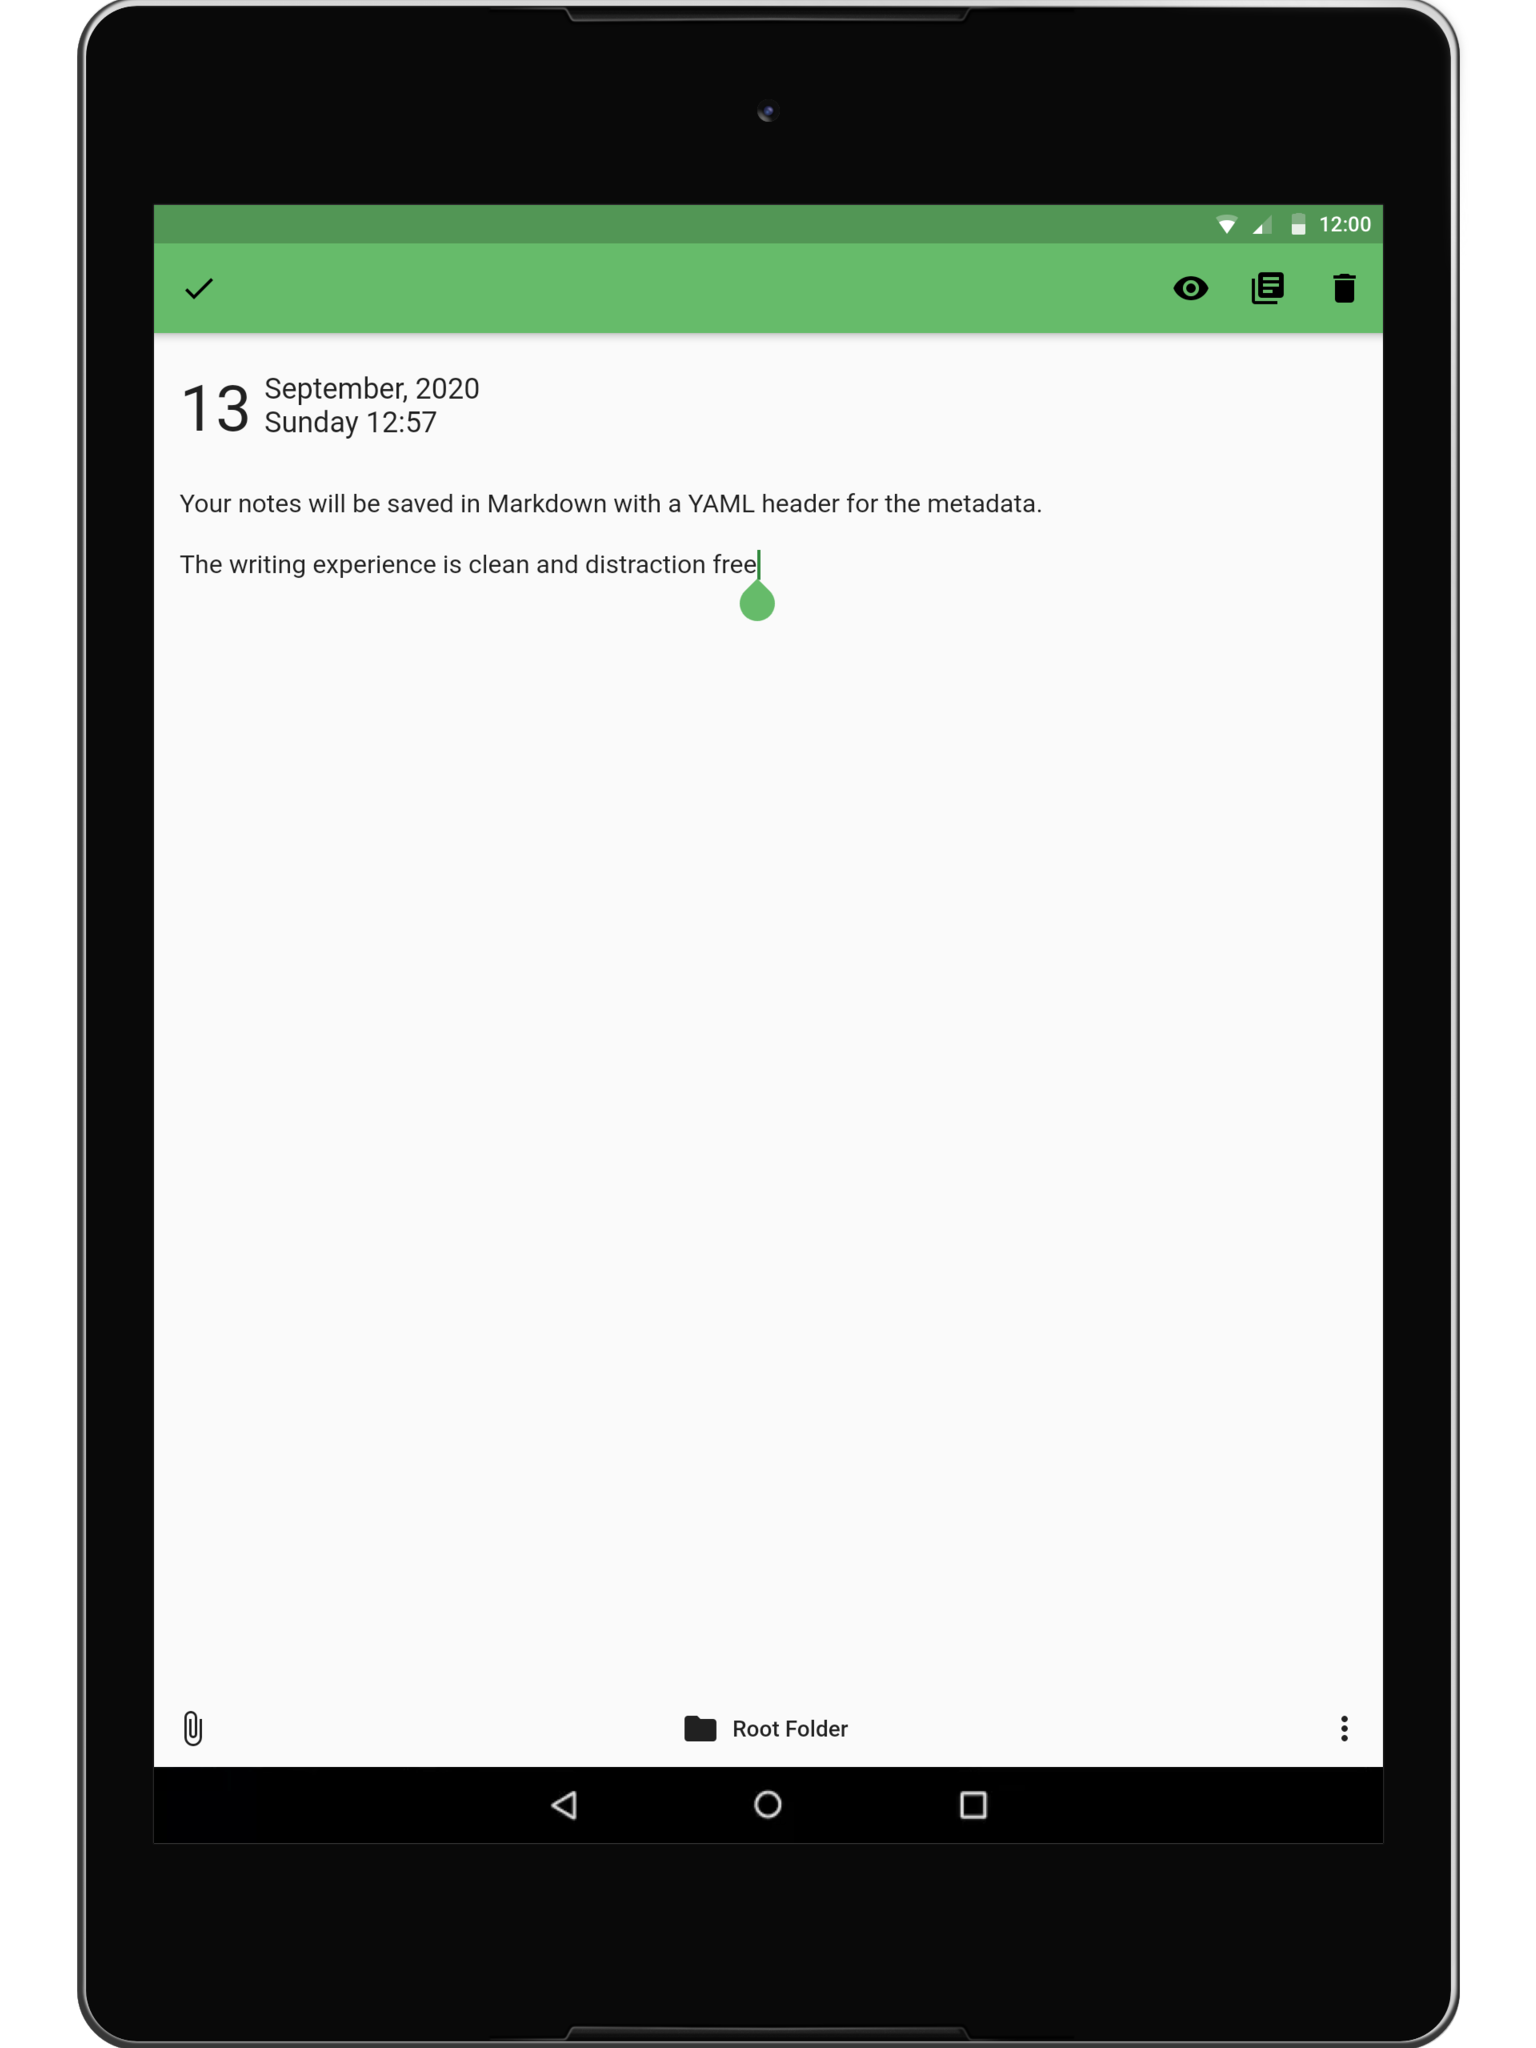 12:00
13
September, 2020
Sunday 12:57
Your notes will be saved in Markdown with a YAML header for the metadata.
The writing experience is clean and distraction free
Root Folder